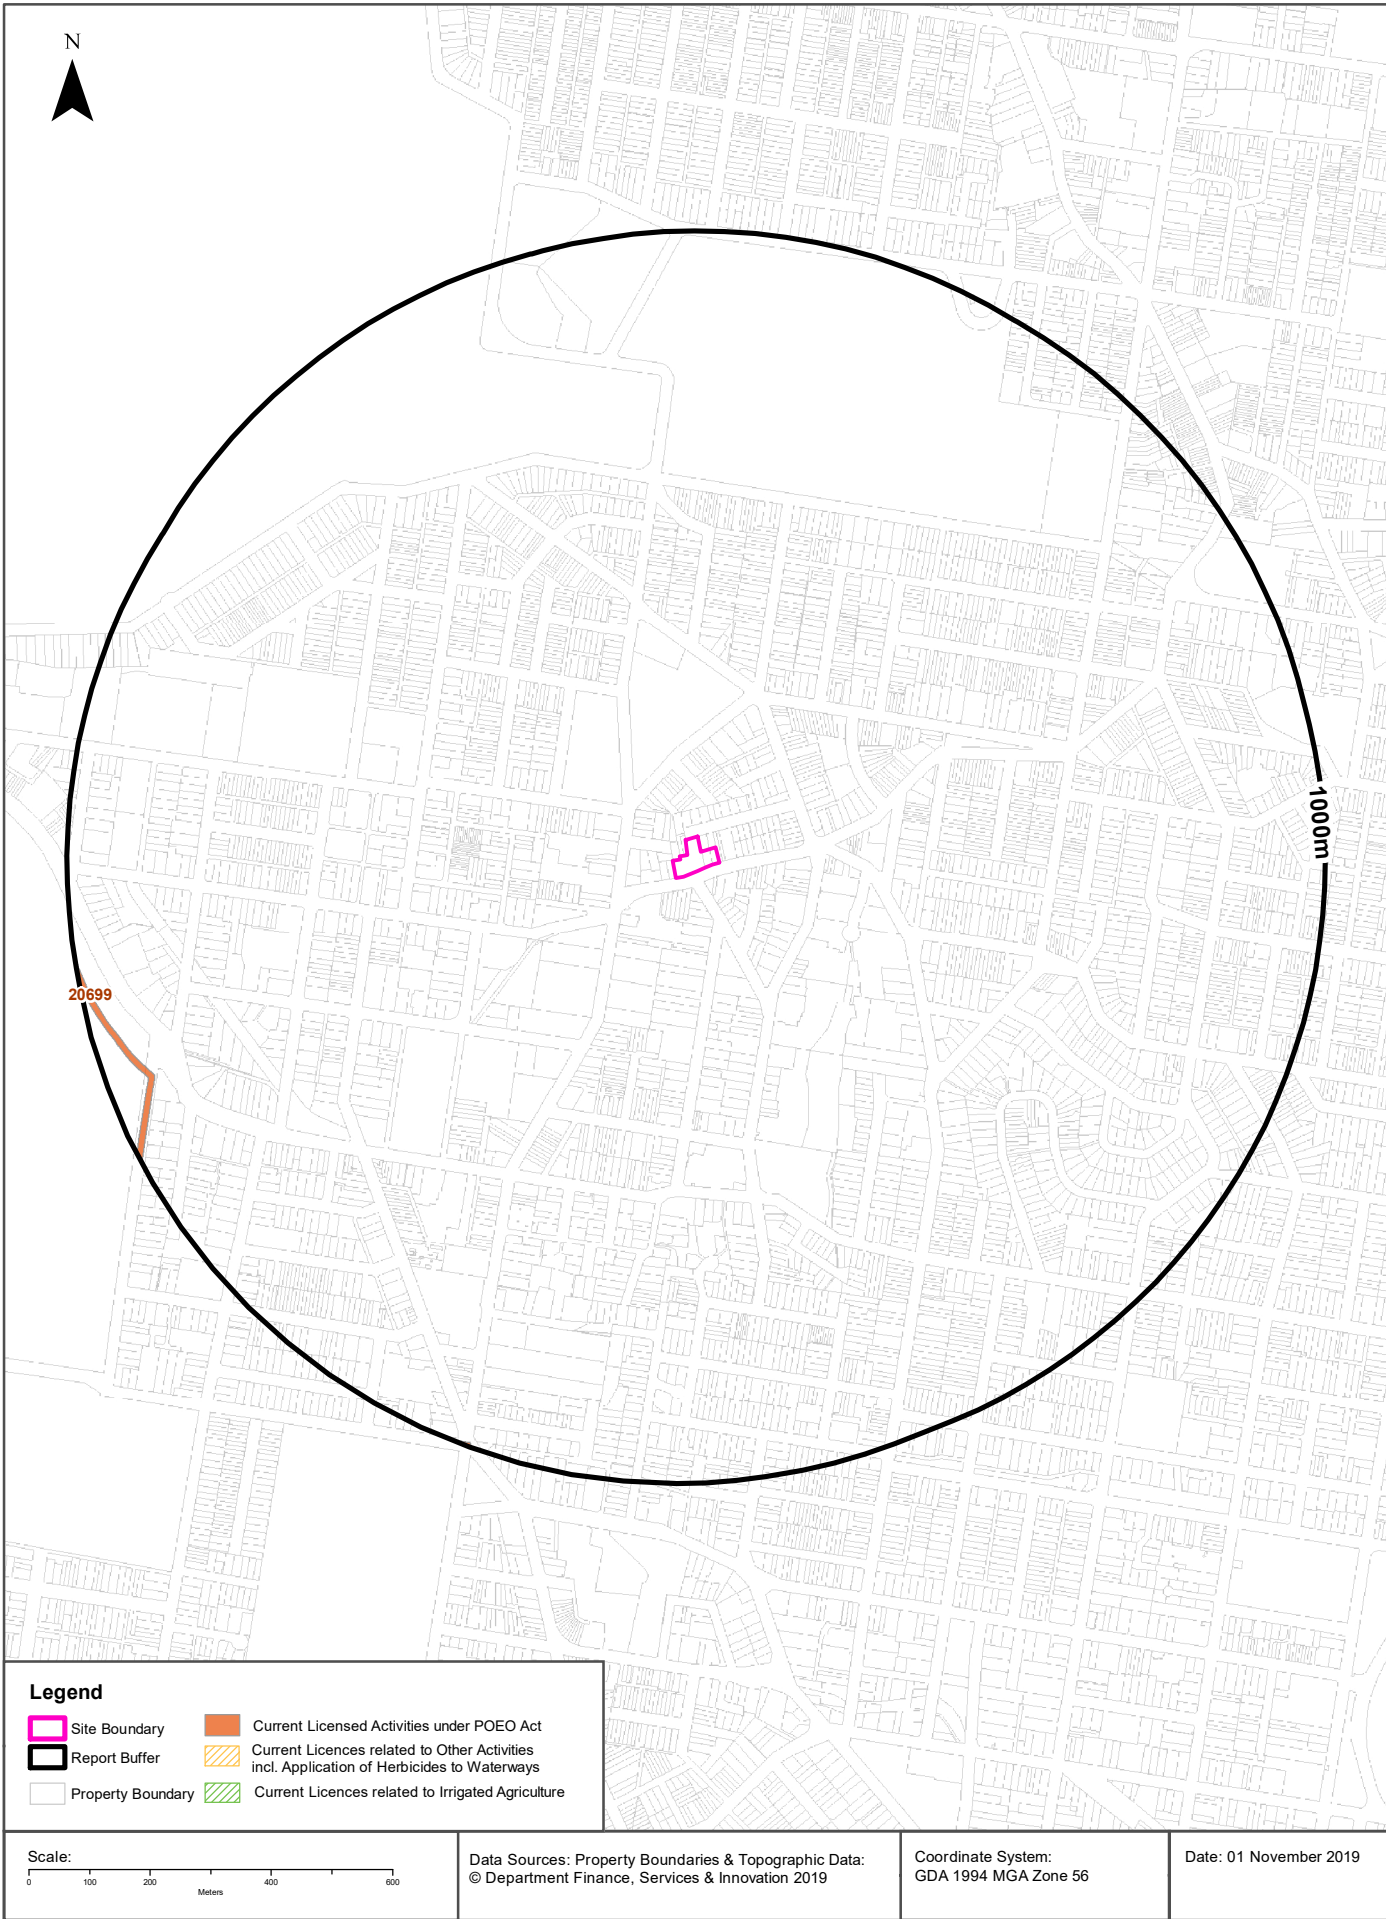 N
1000m
20699
Legend
Site Boundary
Report Buffer
Property Boundary
Current Licensed Activities under POEO Act
Current Licences related to Other Activities
incl. Application of Herbicides to Waterways
Current Licences related to Irrigated Agriculture
Scale:
0 100 200 400 600
Meters
Data Sources: Property Boundaries & Topographic Data:
© Department Finance, Services & Innovation 2019
Coordinate System:
GDA 1994 MGA Zone 56
Date: 01 November 2019